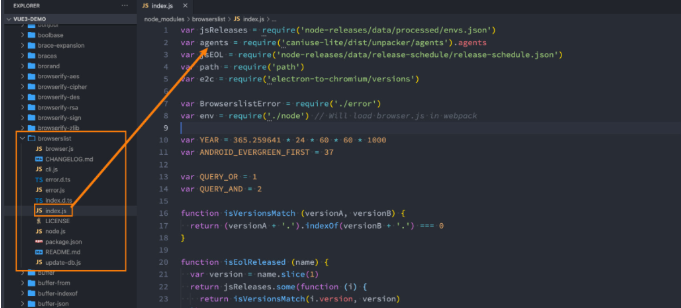 EXPLORER
···
JS index.js ×
VUE3-DEMO
node_modules > browserslist > JS index.js > ...
boolbase
brace-expansion
braces
brorand
browserify-aes
browserify-cipher
browserify-des
browserify-rsa
browserify-sign
browserify-zlib
browserslist
JS browser.js
CHANGELOG.md
JS cli.js
TS error.d.ts
JS error.js
TS index.d.ts
JS index.js
LICENSE
JS node.js
package.json
README.md
JS update-db.js
buffer
buffer-from
buffer-indexof
buffer-json
1 var jsReleases = require('node-releases/data/processed/envs.json')
2 var agents = require('caniuse-lite/dist/unpacker/agents').agents
3 var jsEOL = require('node-releases/data/release-schedule/release-schedule.json')
4 var path = require('path')
5 var e2c = require('electron-to-chromium/versions')
6
7 var BrowserslistError = require('./error')
8 var env = require('./node') // Will load browser.js in webpack
9
10 var YEAR = 365.259641 * 24 * 60 * 60 * 1000
11 var ANDROID_EVERGREEN_FIRST = 37
12
13 var QUERY_OR = 1
14 var QUERY_AND = 2
15
16 function isVersionsMatch (versionA, versionB) {
17 return (versionA + '.').indexOf(versionB + '.') === 0
18 }
19
20 function isEolReleased (name) {
21 var version = name.slice(1)
22 return jsReleases.some(function (i) {
23 return isVersionsMatch(i.version, version)